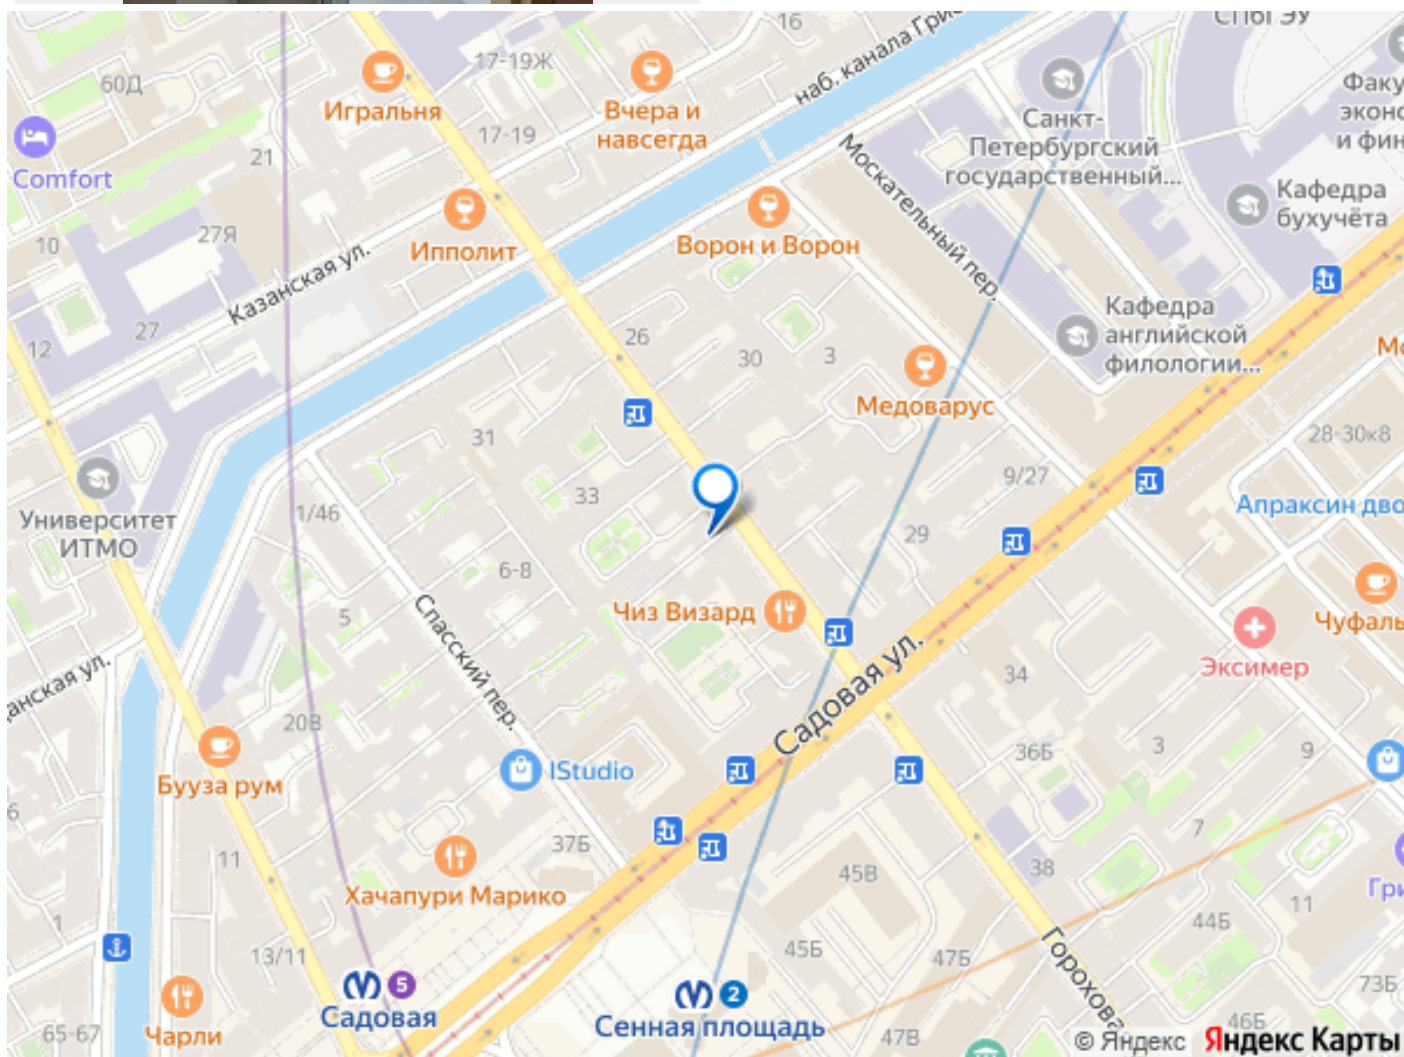 СПбГЭУ
16
наб. канала Гри
17-19Ж
60Д
Игральня
Вчера и
навсегда
Факу
эконо
и фин
Санкт-
Петербургский
государственный...
17-19
21
Comfort
Москательный пер.
Кафедра
бухучёта
27Я
10
Ипполит
Ворон и Ворон
Казанская ул.
27
12
26
30
3
Кафедра
английской
филологии...
Мо
Медоварус
31
28-30к8
9/27
33
Апраксин дво
Университет
ИТМО
1/46
29
6-8
5
Спасский пер.
Чиз Визард
Чуфаль
Эксимер
Садовая ул.
анская ул.
34
20В
36Б
3
9
IStudio
Бууза рум
6
7
37Б
11
45В
38
Хачапури Марико
Гри
11
1
44Б
45Б
47Б
13/11
Горохова
73Б
5
Садовая
2
Сенная площадь
65-67
Чарли
47В
46Б
© Яндекс Яндекс Карты